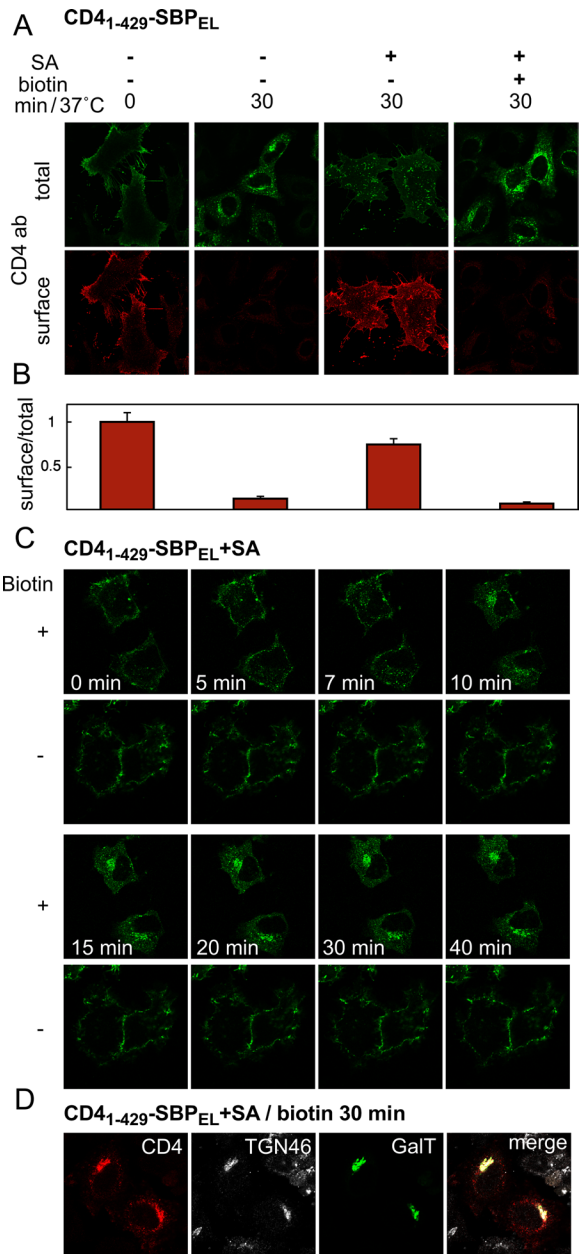 A CD4₁₋₄₂₉-SBP_EL
SA - - + +
biotin - - - +
min/37˚C 0 30 30 30
CD4 ab
total
surface
B
surface/total
1
0.5
C CD4₁₋₄₂₉-SBP_EL+SA
Biotin
+ 0 min 5 min 7 min 10 min
-
+ 15 min 20 min 30 min 40 min
-
D CD4₁₋₄₂₉-SBP_EL+SA / biotin 30 min
CD4 TGN46 GalT merge